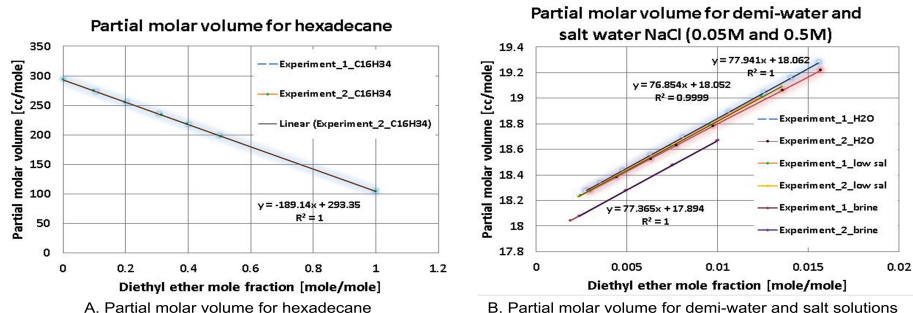 Partial molar volume for hexadecane
Partial molar volume [cc/mole]
350
300
250
200
150
100
50
0
0
0.2
0.4
0.6
0.8
1
1.2
Experiment_1_C16H34
Experiment_2_C16H34
Linear (Experiment_2_C16H34)
y = -189.14x + 293.35
R² = 1
Diethyl ether mole fraction [mole/mole]
A. Partial molar volume for hexadecane
Partial molar volume for demi-water and
salt water NaCl (0.05M and 0.5M)
Partial molar volume [cc/mole]
19.4
19.2
19
18.8
18.6
18.4
18.2
18
17.8
0
0.005
0.01
0.015
0.02
y = 77.941x + 18.062
R² = 1
y = 76.854x + 18.052
R² = 0.9999
y = 77.365x + 17.894
R² = 1
Experiment_1_H2O
Experiment_2_H2O
Experiment_1_low sal
Experiment_2_low sal
Experiment_1_brine
Experiment_2_brine
Diethyl ether mole fraction [mole/mole]
B. Partial molar volume for demi-water and salt solutions